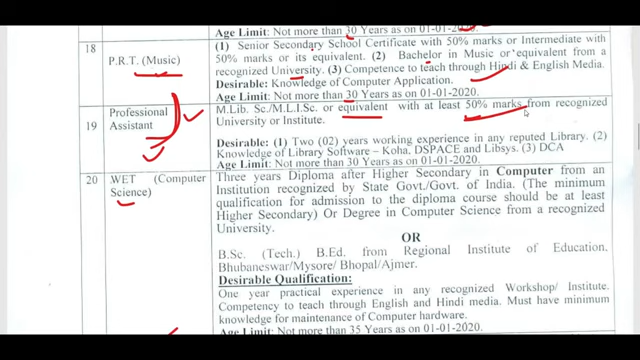 Age Limit: Not more than 30 Years as on 01-01-2020
18
P.R.T. (Music)
(1) Senior Secondary School Certificate with 50% marks or Intermediate with
50% marks or its equivalent. (2) Bachelor in Music or equivalent from a
recognized University. (3) Competence to teach through Hindi & English Media.
Desirable: Knowledge of Computer Application.
Age Limit: Not more than 30 Years as on 01-01-2020
19
Professional
Assistant
M.Lib. Sc./M.L.I.Sc. or equivalent with at least 50% marks from recognized
University or Institute.
Desirable: (1) Two (02) years working experience in any reputed Library. (2)
Knowledge of Library Software – Koha, DSPACE and Libsys. (3) DCA
Age Limit: Not more than 30 Years as on 01-01-2020
20
WET (Computer
Science)
Three years Diploma after Higher Secondary in Computer from an
Institution recognized by State Govt./Govt. of India. (The minimum
qualification for admission to the diploma course should be at least
Higher Secondary) Or Degree in Computer Science from a recognized
University.
OR
B.Sc. (Tech.) B.Ed. from Regional Institute of Education,
Bhubaneswar/Mysore/ Bhopal/Ajmer.
Desirable Qualification:
One year practical experience in any recognized Workshop/ Institute.
Competency to teach through English and Hindi media. Must have minimum
knowledge for maintenance of Computer hardware.
Age Limit: Not more than 35 Years as on 01-01-2020